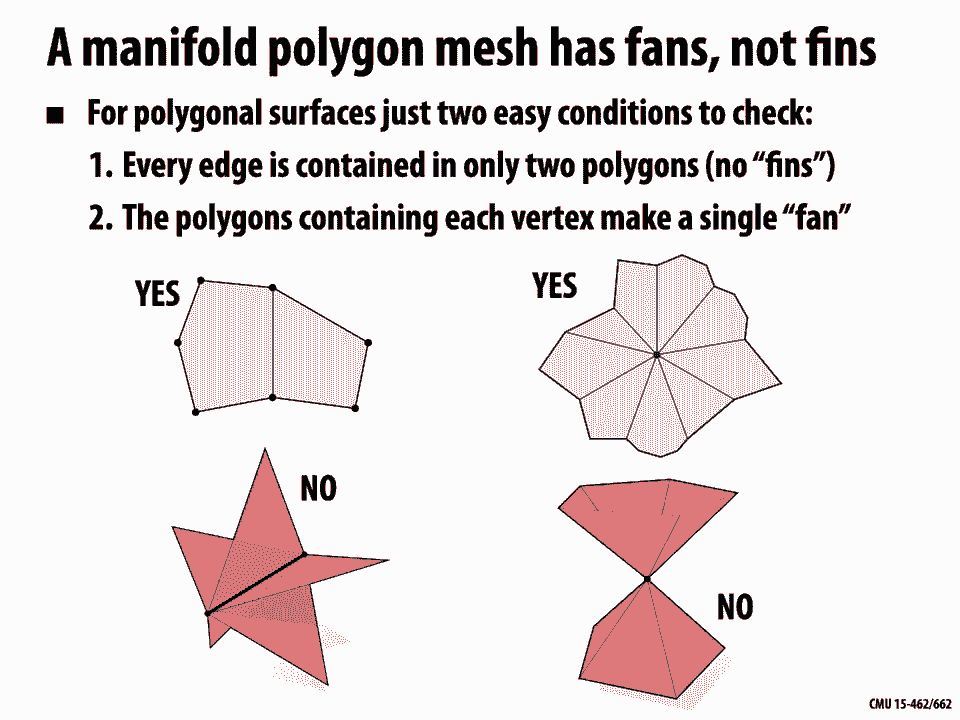 A manifold polygon mesh has fans, not fins
■ For polygonal surfaces just two easy conditions to check:
1. Every edge is contained in only two polygons (no “fins”)
2. The polygons containing each vertex make a single “fan”
YES
YES
NO
NO
CMU 15-462/662